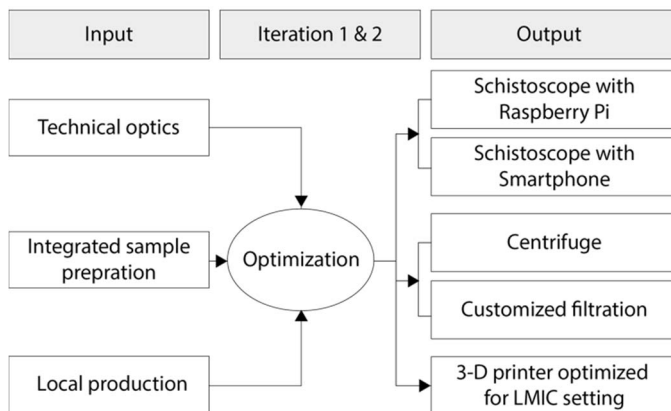 Input
Iteration 1 & 2
Output
Technical optics
Integrated sample
prepration
Local production
Optimization
Schistoscope with
Raspberry Pi
Schistoscope with
Smartphone
Centrifuge
Customized filtration
3-D printer optimized
for LMIC setting